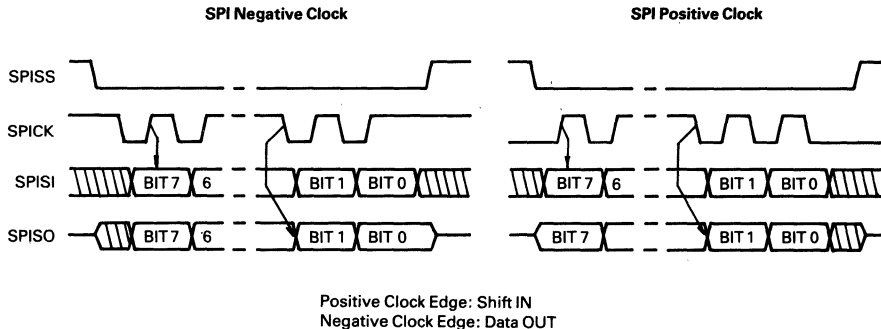 SPI Negative Clock
SPI Positive Clock
SPISS
SPICK
SPISI
BIT 7
6
BIT 1
BIT 0
BIT 7
6
BIT 1
BIT 0
SPISO
BIT 7
6
BIT 1
BIT 0
BIT 7
BIT 1
BIT 0
Positive Clock Edge: Shift IN
Negative Clock Edge: Data OUT